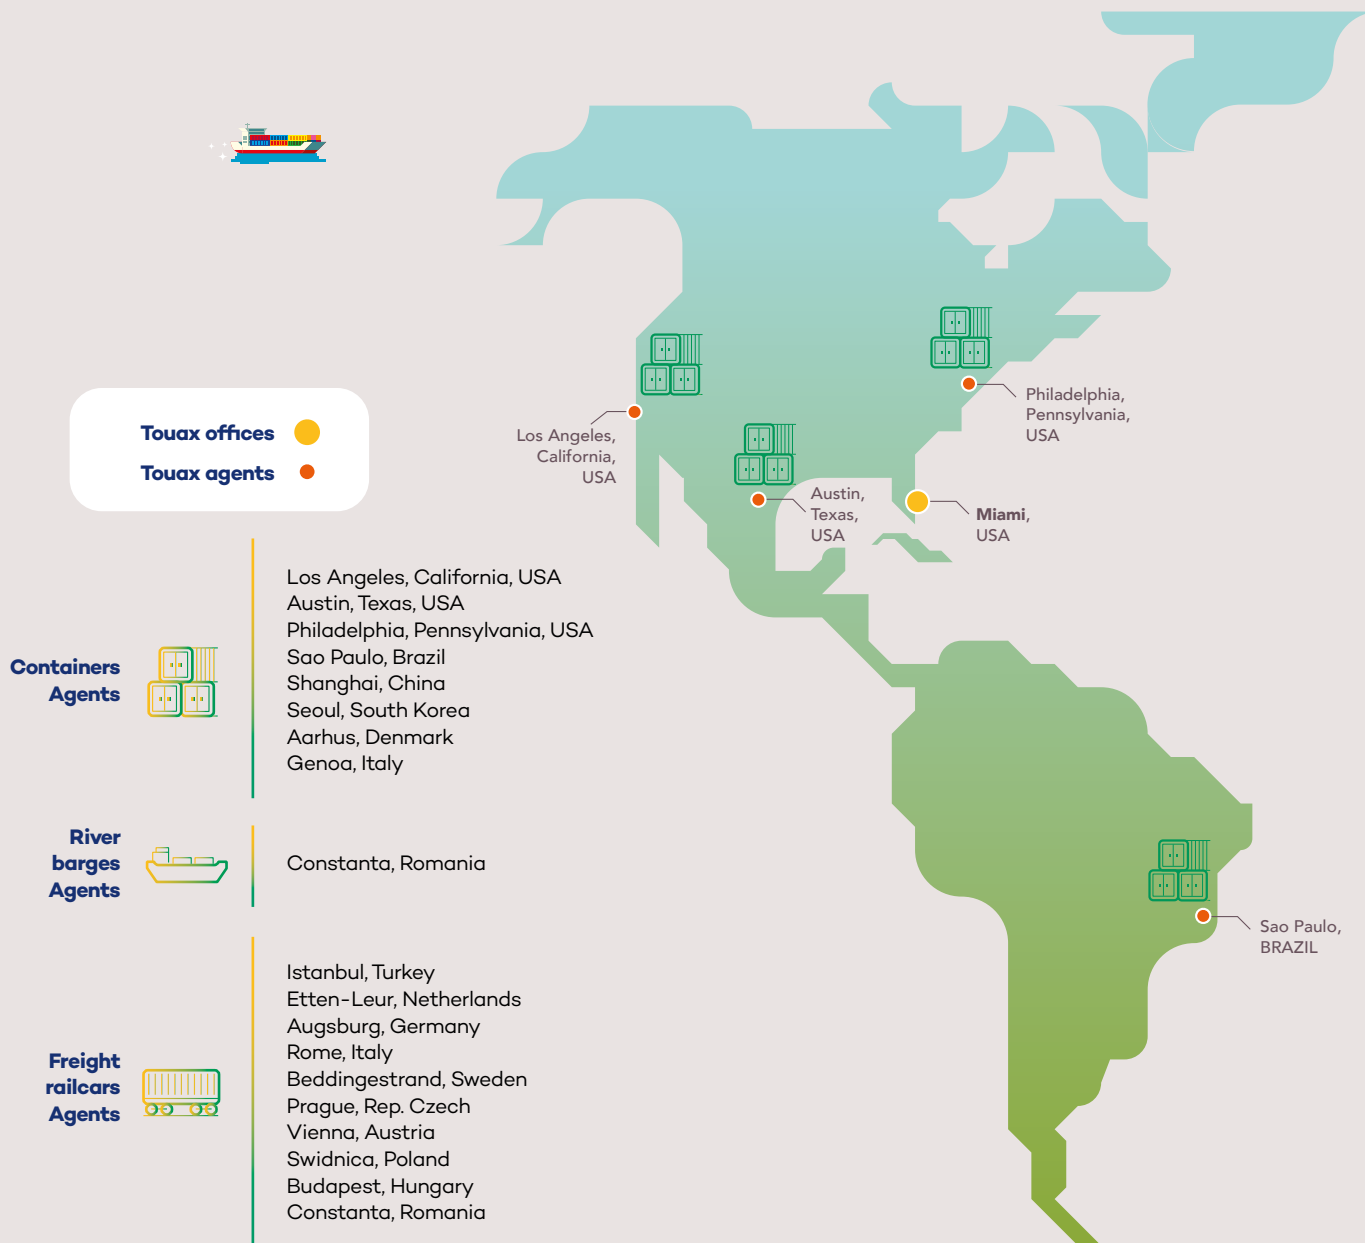 Touax offices
Touax agents
Los Angeles,
California,
USA
Austin,
Texas,
USA
Philadelphia,
Pennsylvania,
USA
Miami,
USA
Sao Paulo,
BRAZIL
Containers
Agents
Los Angeles, California, USA
Austin, Texas, USA
Philadelphia, Pennsylvania, USA
Sao Paulo, Brazil
Shanghai, China
Seoul, South Korea
Aarhus, Denmark
Genoa, Italy
River
barges
Agents
Constanta, Romania
Freight
railcars
Agents
Istanbul, Turkey
Etten-Leur, Netherlands
Augsburg, Germany
Rome, Italy
Beddingestrand, Sweden
Prague, Rep. Czech
Vienna, Austria
Swidnica, Poland
Budapest, Hungary
Constanta, Romania